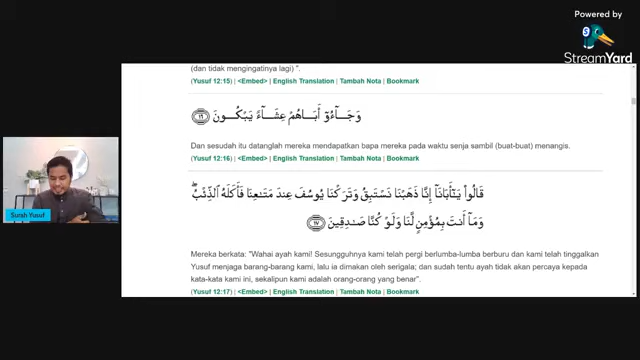 Powered by
StreamYard
(dan tidak mengingatinya lagi) ".
(Yusuf 12:15) | <Embed> | English Translation | Tambah Nota | Bookmark
وَجَآءُوٓ أَبَاهُمۡ عِشَآءٗ يَبۡكُونَ ١٦
Dan sesudah itu datanglah mereka mendapatkan bapa mereka pada waktu senja sambil (buat-buat) menangis.
(Yusuf 12:16) | <Embed> | English Translation | Tambah Nota | Bookmark
قَالُواْ يَٰٓأَبَانَآ إِنَّا ذَهَبۡنَا نَسۡتَبِقُ وَتَرَكۡنَا يُوسُفَ عِندَ مَتَٰعِنَا فَأَكَلَهُ ٱلذِّئۡبُۖ
وَمَآ أَنتَ بِمُؤۡمِنٖ لَّنَا وَلَوۡ كُنَّا صَٰدِقِينَ ١٧
Mereka berkata: "Wahai ayah kami! Sesungguhnya kami telah pergi berlumba-lumba berburu dan kami telah tinggalkan
Yusuf menjaga barang-barang kami, lalu ia dimakan oleh serigala; dan sudah tentu ayah tidak akan percaya kepada
kata-kata kami ini, sekalipun kami adalah orang-orang yang benar".
(Yusuf 12:17) | <Embed> | English Translation | Tambah Nota | Bookmark
Surah Yusuf